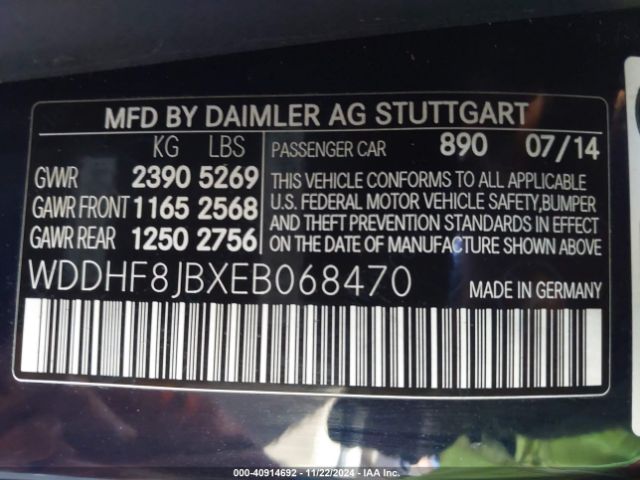 MFD BY DAIMLER AG STUTTGART
KG LBS
GVWR 2390 5269
GAWR FRONT 1165 2568
GAWR REAR 1250 2756
PASSENGER CAR 890 07/14
THIS VEHICLE CONFORMS TO ALL APPLICABLE
U.S. FEDERAL MOTOR VEHICLE SAFETY,BUMPER
AND THEFT PREVENTION STANDARDS IN EFFECT
ON THE DATE OF MANUFACTURE SHOWN ABOVE
WDDHF8JBXEB068470
MADE IN GERMANY
000-40914692 - 11/22/2024 - IAA Inc.